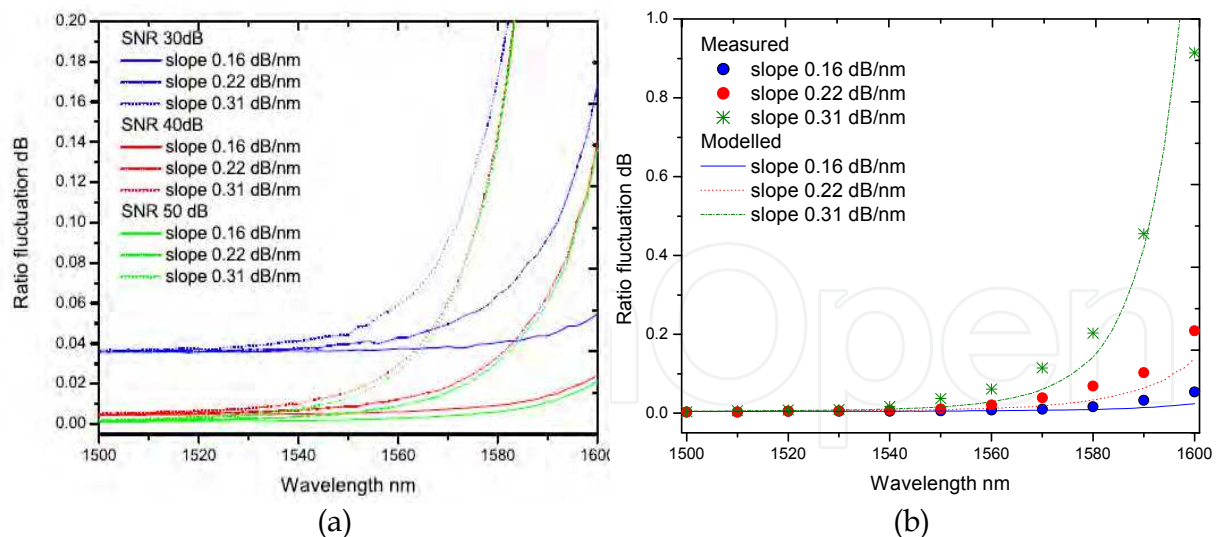 0.20
0.18
0.16
0.14
0.12
0.10
0.08
0.06
0.04
0.02
0.00
Ratio fluctuation dB
SNR 30dB
slope 0.16 dB/nm
slope 0.22 dB/nm
slope 0.31 dB/nm
SNR 40dB
slope 0.16 dB/nm
slope 0.22 dB/nm
slope 0.31 dB/nm
SNR 50 dB
slope 0.16 dB/nm
slope 0.22 dB/nm
slope 0.31 dB/nm
1500 1520 1540 1560 1580 1600
Wavelength nm
(a)
1.0
0.8
0.6
0.4
0.2
0.0
Ratio fluctuation dB
Measured
slope 0.16 dB/nm
slope 0.22 dB/nm
slope 0.31 dB/nm
Modelled
slope 0.16 dB/nm
slope 0.22 dB/nm
slope 0.31 dB/nm
Open
1500 1520 1540 1560 1580 1600
Wavelength nm
(b)